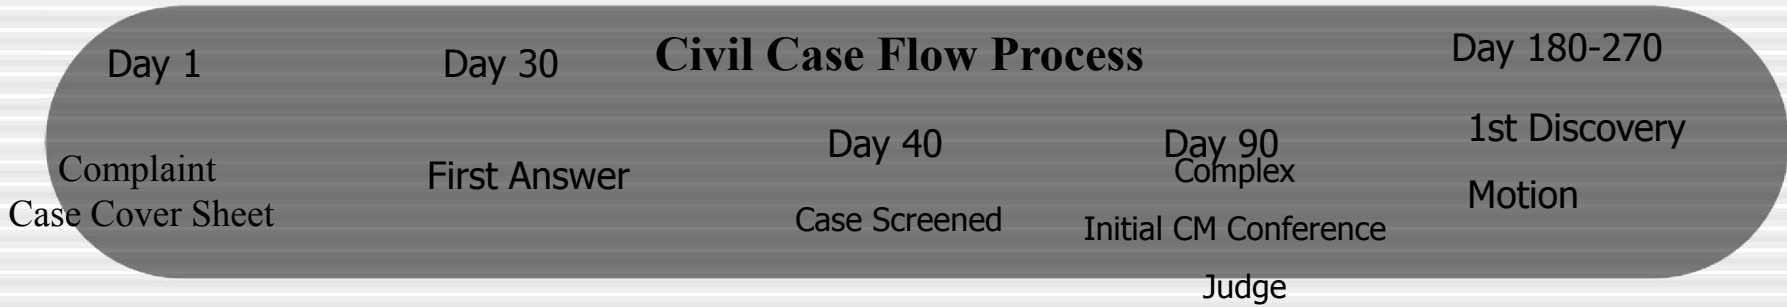 Civil Case Flow Process
Day 1
Complaint
Case Cover Sheet
Day 30
First Answer
Day 40
Case Screened
Day 90
Complex
Initial CM Conference
Judge
Day 180-270
1st Discovery
Motion